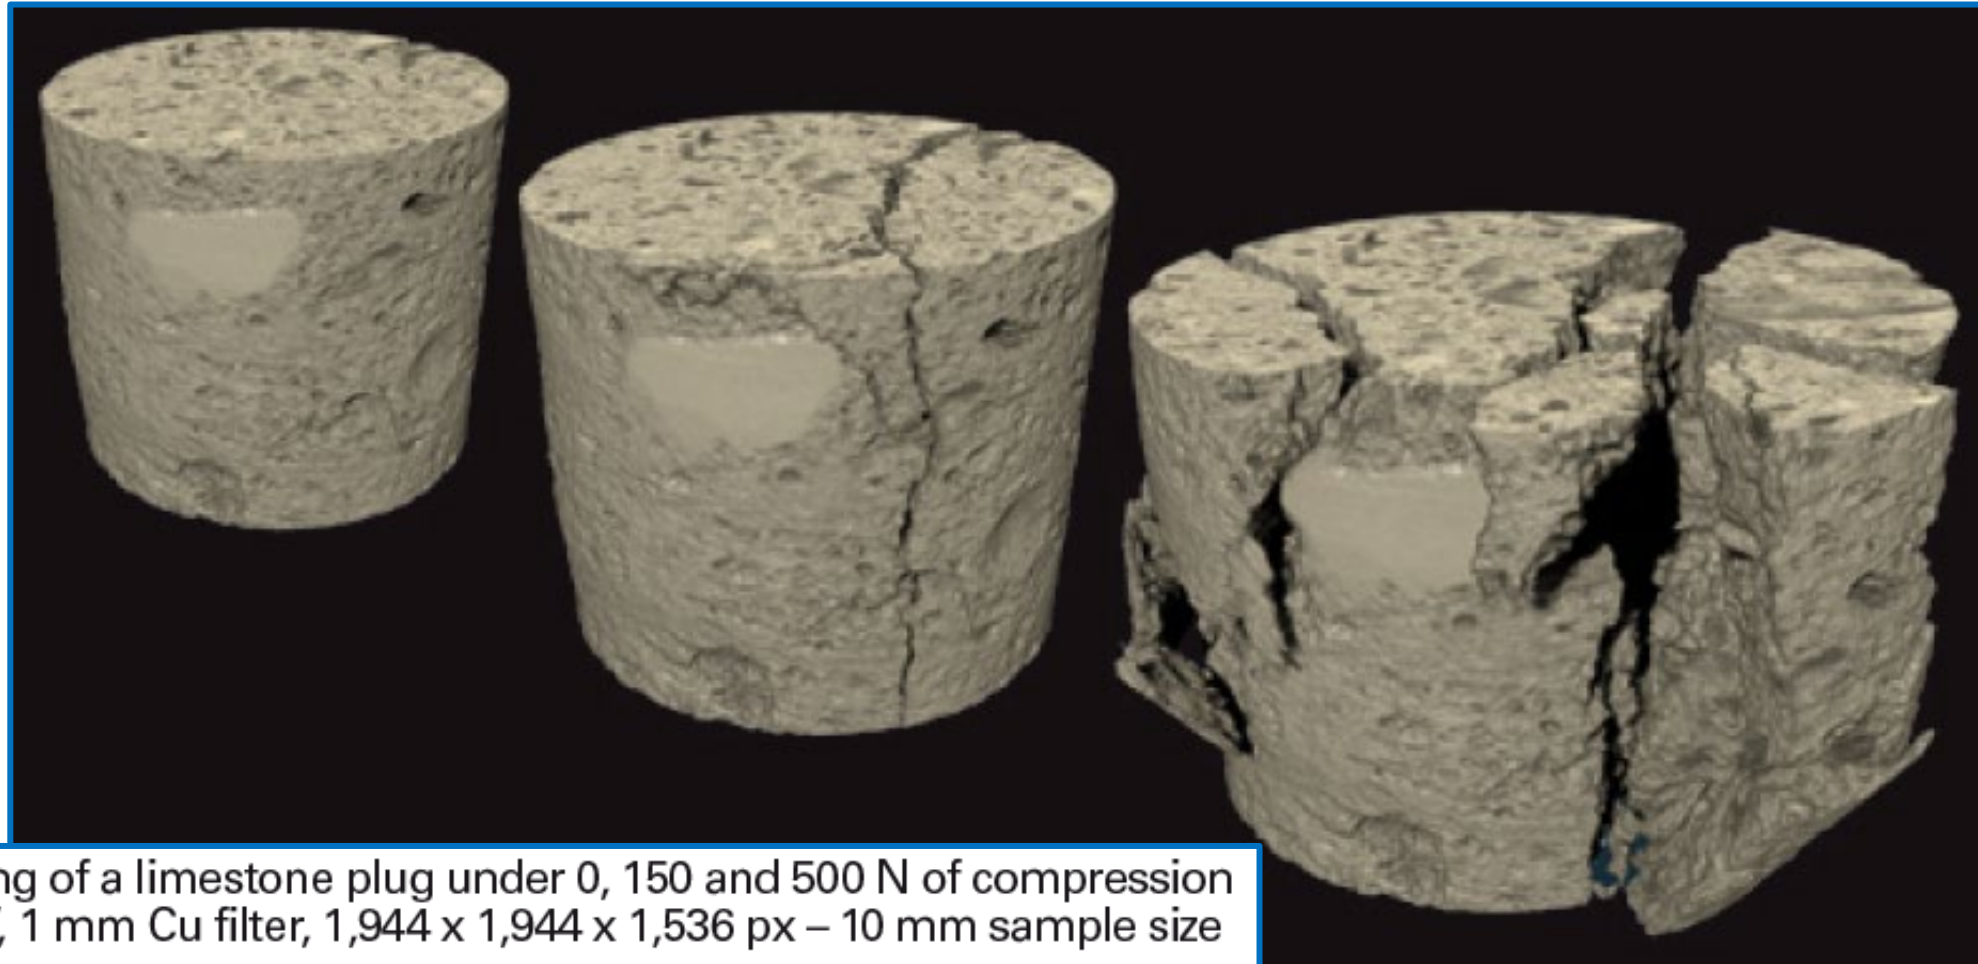 ng of a limestone plug under 0, 150 and 500 N of compression
, 1 mm Cu filter, 1,944 x 1,944 x 1,536 px – 10 mm sample size